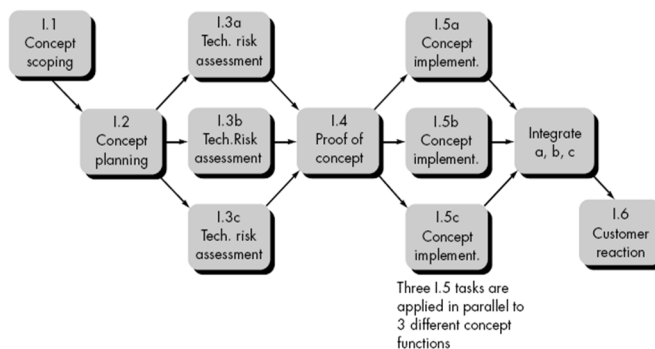 I.1
Concept
scoping
I.2
Concept
planning
I.3a
Tech. risk
assessment
I.3b
Tech.Risk
assessment
I.3c
Tech. risk
assessment
I.4
Proof of
concept
I.5a
Concept
implement.
I.5b
Concept
implement.
I.5c
Concept
implement.
Integrate
a, b, c
I.6
Customer
reaction
Three I.5 tasks are
applied in parallel to
3 different concept
functions